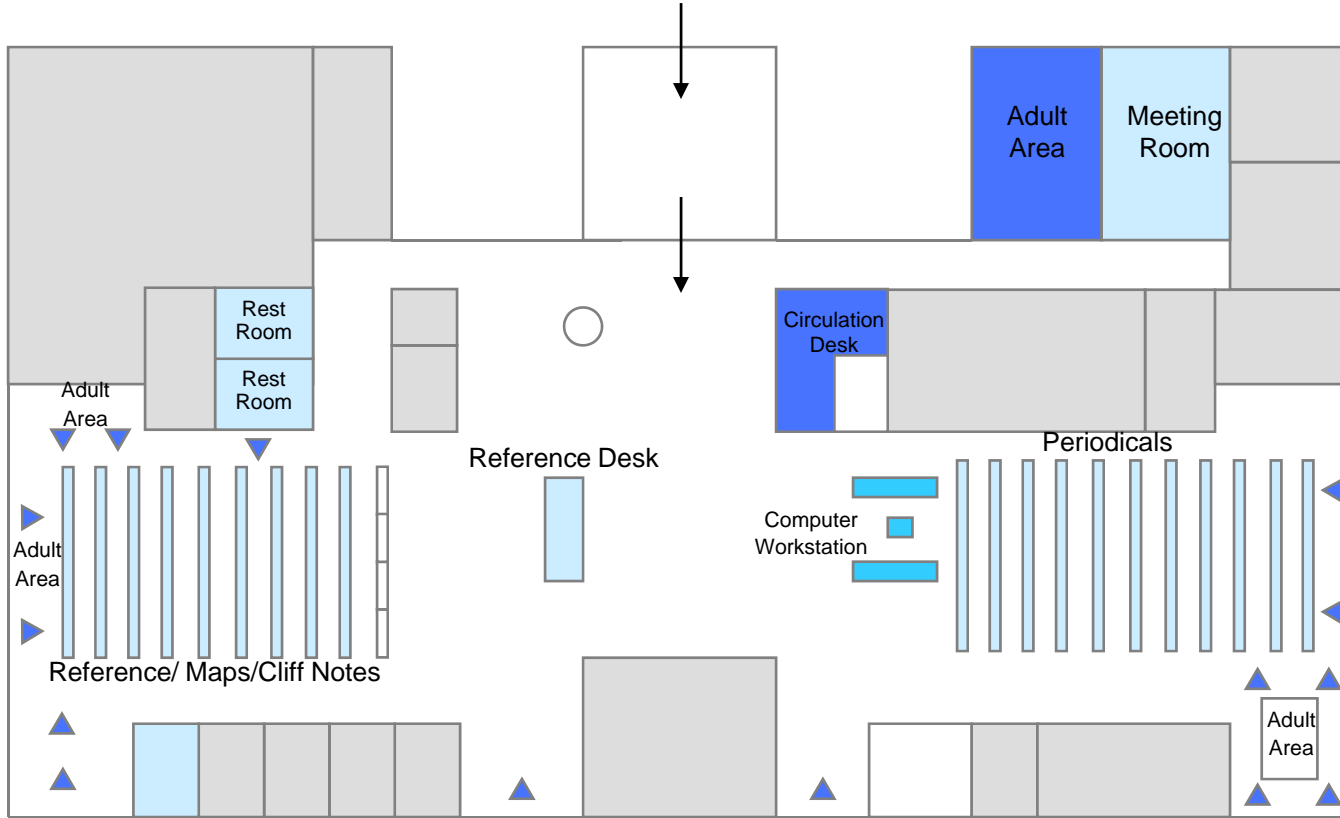 Adult
Area
Meeting
Room
Rest
Room
Circulation
Desk
Rest
Room
Adult
Area
Reference Desk
Periodicals
Computer
Workstation
Adult
Area
Reference/ Maps/Cliff Notes
Adult
Area